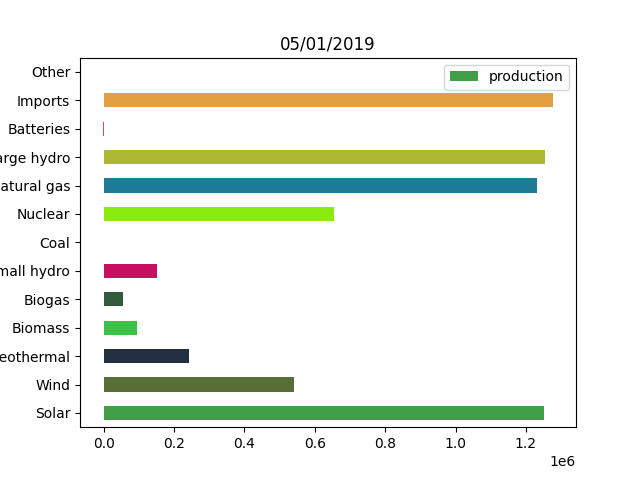 05/01/2019
production
Other
Imports
Batteries
arge hydro
atural gas
Nuclear
Coal
mall hydro
Biogas
Biomass
eothermal
Wind
Solar
0.0 0.2 0.4 0.6 0.8 1.0 1.2
1e6